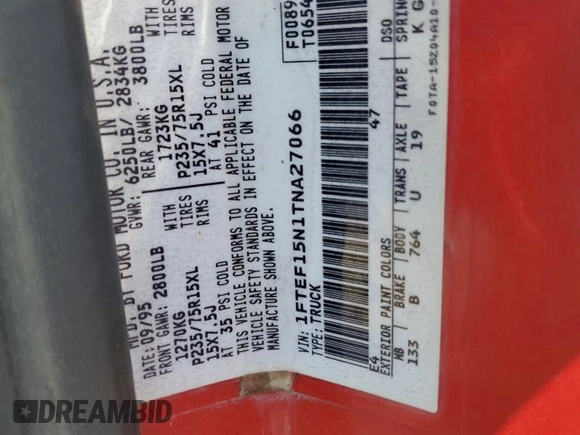 MFD. BY FORD MOTOR CO. IN U.S.A.
DATE: 09/95 GVWR: 6250LB/ 2834KG
FRONT GAWR: 2800LB REAR GAWR: 3800LB
1270KG WITH 1723KG WITH
P235/75R15XL TIRES P235/75R15XL TIRES
15X7.5J RIMS 15X7.5J RIMS
AT 35 PSI COLD AT 41 PSI COLD
THIS VEHICLE CONFORMS TO ALL APPLICABLE FEDERAL MOTOR
VEHICLE SAFETY STANDARDS IN EFFECT ON THE DATE OF
MANUFACTURE SHOWN ABOVE.
F0089
T0654
VIN: 1FTEF15N1TNA27066
TYPE: TRUCK
E4 47
EXTERIOR PAINT COLORS DSO
WB BRAKE BODY TRANS AXLE TAPE SPRING
133 B 764 U 19 K G
F0TA-15204A10-
DREAMBID